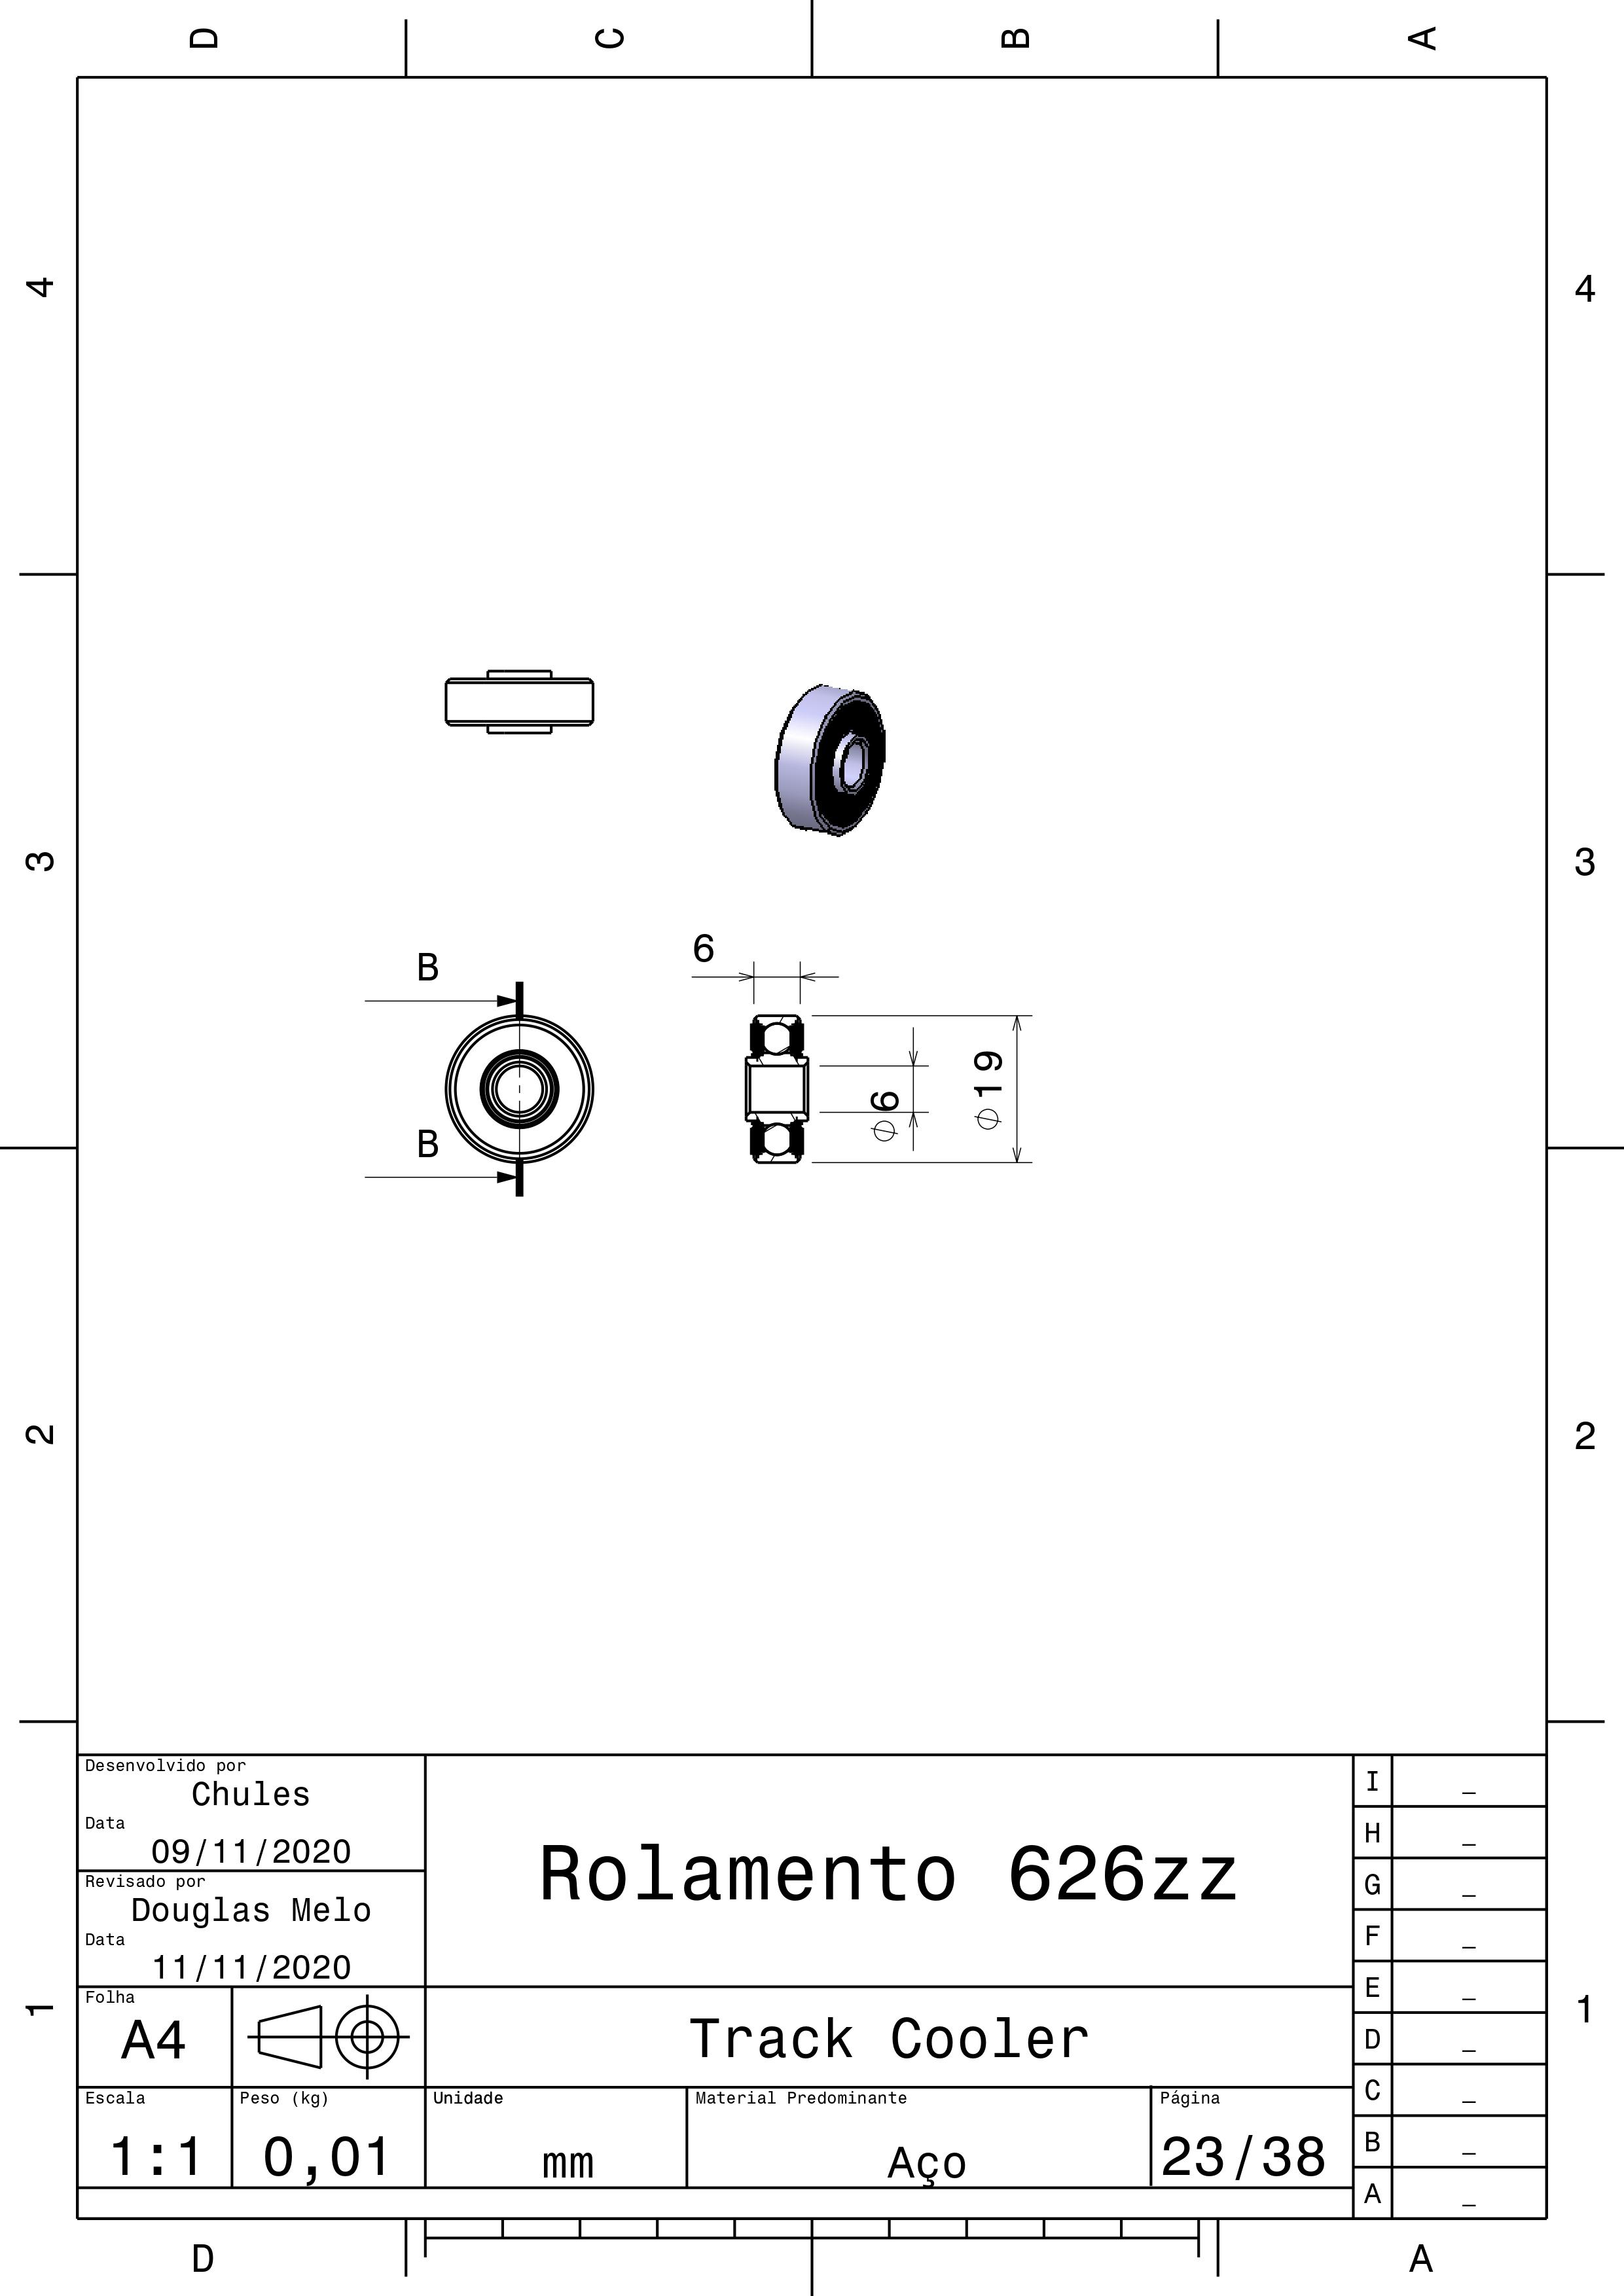 D C B A
4 4
3 3
B
6
B
⌀6
⌀19
2 2
Desenvolvido por
Chules
Data
09/11/2020
Revisado por
Douglas Melo
Data
11/11/2020
Rolamento 626zz
Folha
A4
Track Cooler
Escala
1:1
Peso (kg)
0,01
Unidade
mm
Material Predominante
Aço
Página
23/38
I _
H _
G _
F _
E _
D _
C _
B _
A _
1 1
D A